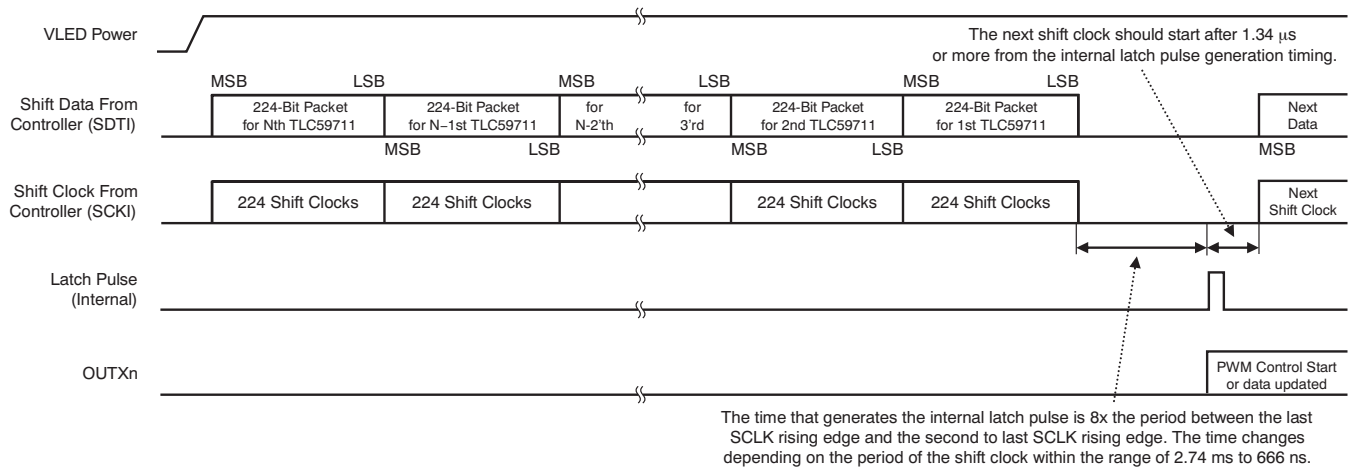 VLED Power
The next shift clock should start after 1.34 μs
or more from the internal latch pulse generation timing.
MSB LSB MSB LSB MSB LSB
Shift Data From
Controller (SDTI)
224-Bit Packet
for Nth TLC59711
224-Bit Packet
for N–1st TLC59711
for
N-2'th
for
3'rd
224-Bit Packet
for 2nd TLC59711
224-Bit Packet
for 1st TLC59711
Next
Data
MSB LSB MSB LSB MSB
Shift Clock From
Controller (SCKI)
224 Shift Clocks
224 Shift Clocks
224 Shift Clocks
224 Shift Clocks
Next
Shift Clock
Latch Pulse
(Internal)
OUTXn
PWM Control Start
or data updated
The time that generates the internal latch pulse is 8x the period between the last
SCLK rising edge and the second to last SCLK rising edge. The time changes
depending on the period of the shift clock within the range of 2.74 ms to 666 ns.